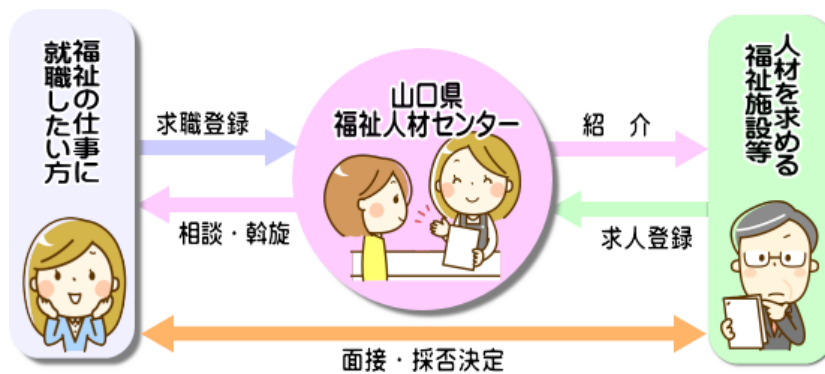 福祉の仕事に
就職したい方
求職登録
相談・斡旋
山口県
福祉人材センター
紹　介
求人登録
人材を求める
福祉施設等
面接・採否決定